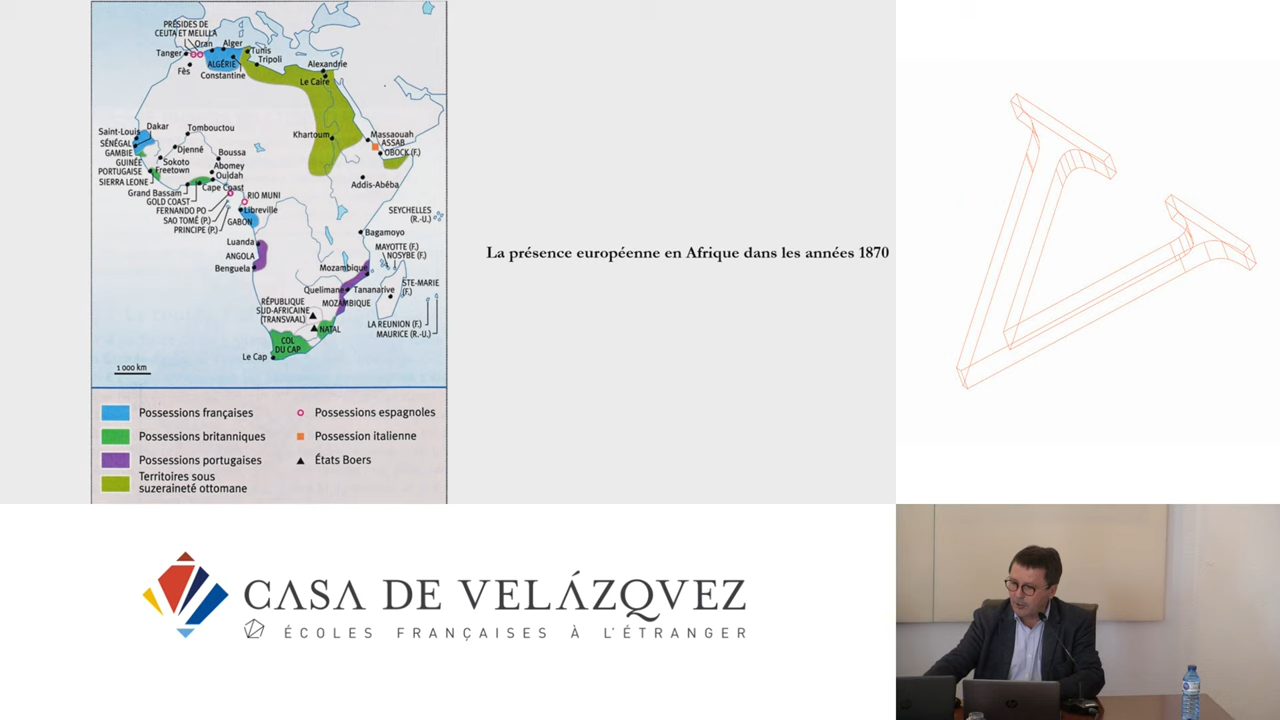 PRÉSIDES DE
CEUTA ET MELILLA
Oran
Alger
Tanger
Tunis
Tripoli
ALGÉRIE
Constantine
Fès
Alexandrie
Le Caire
Saint-Louis
Dakar
SÉNÉGAL
GAMBIE
GUINÉE
PORTUGAISE
SIERRA LEONE
Tombouctou
Djenné
Sokoto
Freetown
Boussa
Abomey
Ouidah
Grand Bassam
Cape Coast
GOLD COAST
FERNANDO PO
SAO TOMÉ (P.)
PRINCIPE (P.)
RIO MUNI
Libreville
GABON
Khartoum
Massaouah
ASSAB
OBOCK (F.)
Addis-Abéba
SEYCHELLES
(R.-U.)
Luanda
ANGOLA
Benguela
Bagamoyo
MAYOTTE (F.)
NOSYBE (F.)
Mozambique
Quelimane
Tananarive
STE-MARIE
(F.)
MOZAMBIQUE
RÉPUBLIQUE
SUD-AFRICAINE
(TRANSVAAL)
NATAL
LA REUNION (F.)
MAURICE (R.-U.)
COL
DU CAP
Le Cap
1 000 km
Possessions françaises
Possessions britanniques
Possessions portugaises
Territoires sous
suzeraineté ottomane
Possessions espagnoles
Possession italienne
États Boers
La présence européenne en Afrique dans les années 1870
CASA DE VELÁZQVEZ
ÉCOLES FRANÇAISES À L'ÉTRANGER